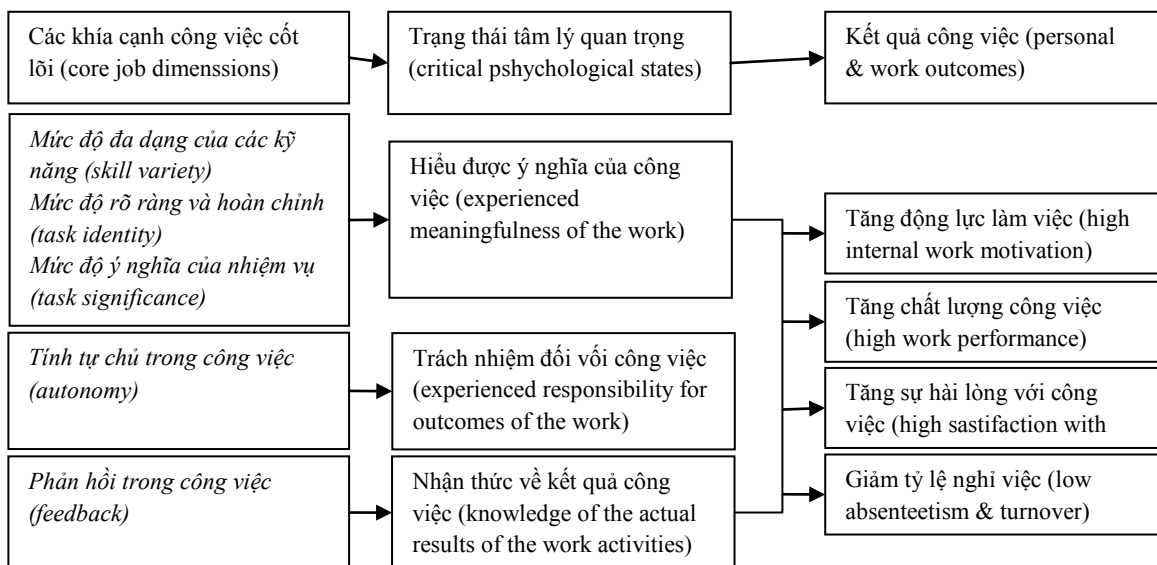 Các khía cạnh công việc cốt
lõi (core job dimenssions)
Trạng thái tâm lý quan trọng
(critical pshychological states)
Kết quả công việc (personal
& work outcomes)
Mức độ đa dạng của các kỹ
năng (skill variety)
Mức độ rõ ràng và hoàn chỉnh
(task identity)
Mức độ ý nghĩa của nhiệm vụ
(task significance)
Hiểu được ý nghĩa của công
việc (experienced
meaningfulness of the work)
Tăng động lực làm việc (high
internal work motivation)
Tăng chất lượng công việc
(high work performance)
Tính tự chủ trong công việc
(autonomy)
Trách nhiệm đối vối công việc
(experienced responsibility for
outcomes of the work)
Tăng sự hài lòng với công
việc (high sastifaction with
Phản hồi trong công việc
(feedback)
Nhận thức về kết quả công
việc (knowledge of the actual
results of the work activities)
Giảm tỷ lệ nghỉ việc (low
absenteetism & turnover)